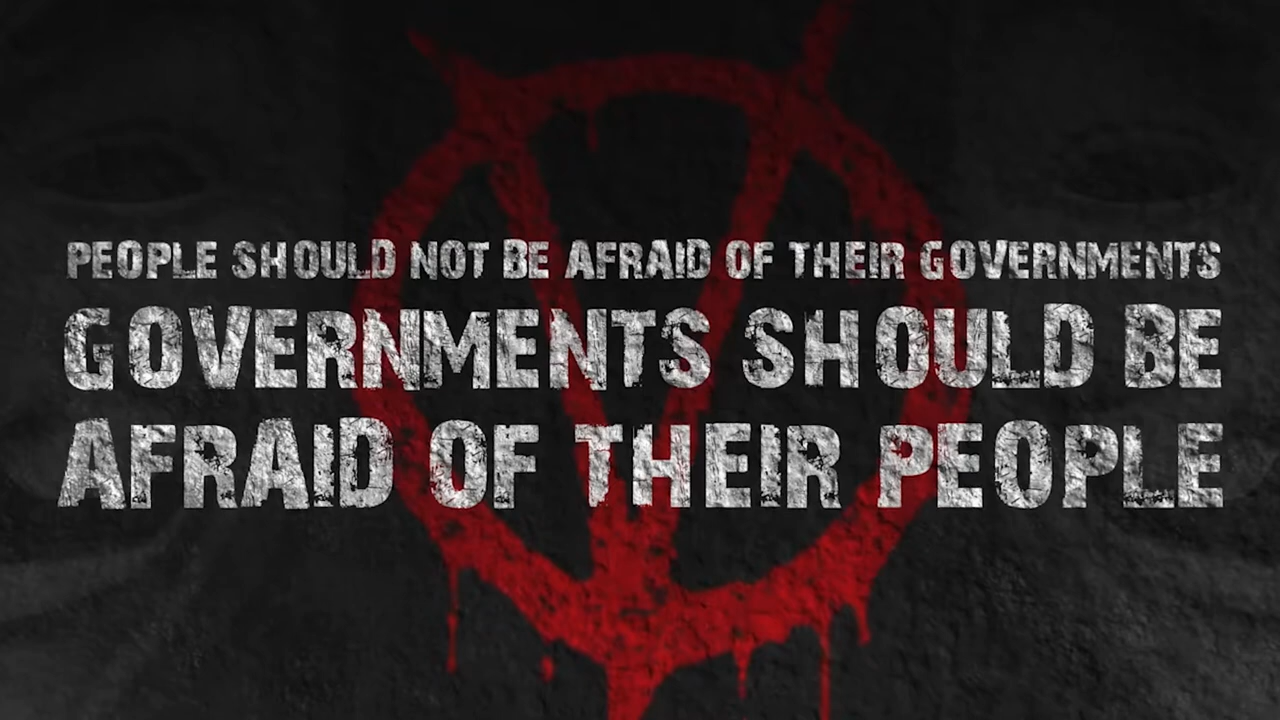 PEOPLE SHOULD NOT BE AFRAID OF THEIR GOVERNMENTS
GOVERNMENTS SHOULD BE
AFRAID OF THEIR PEOPLE